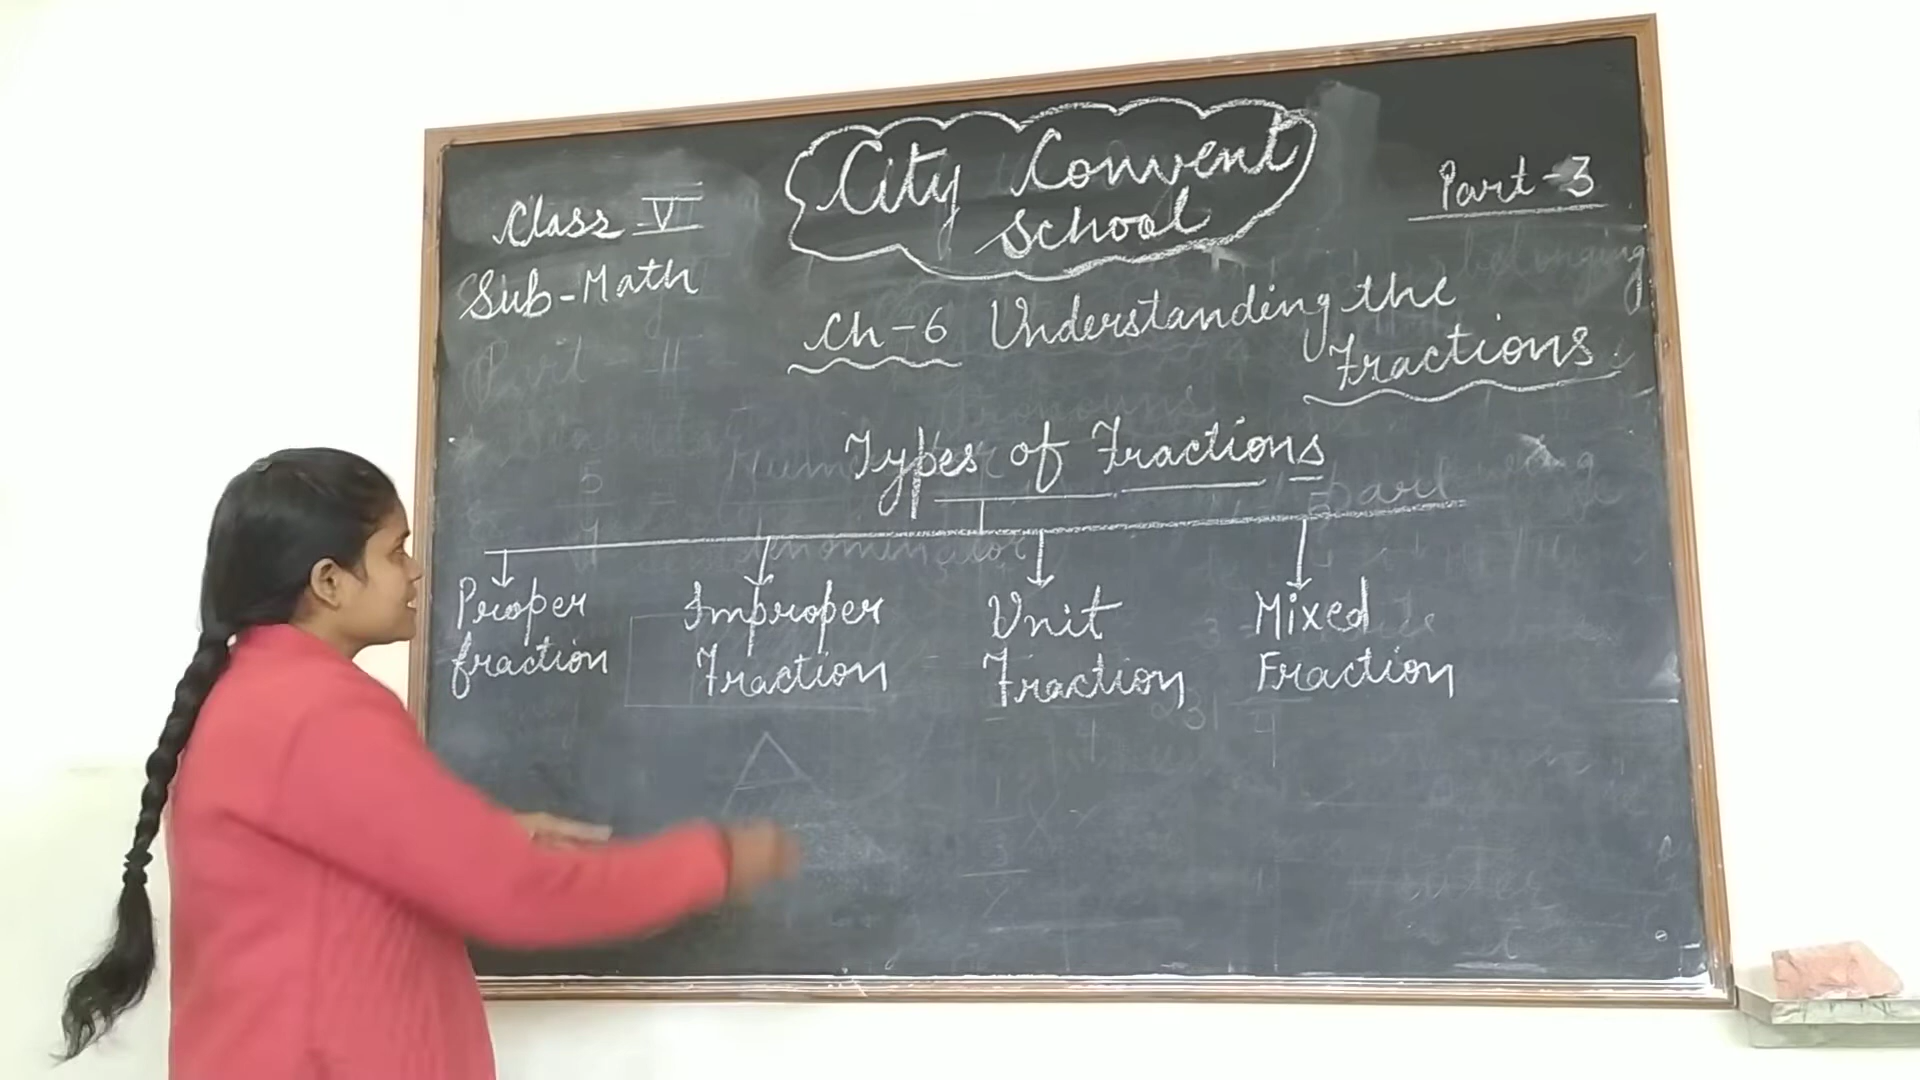 City Convent
School
Class VI
Part-3
Sub-Math
Ch-6 Understanding the
Fractions
Types of Fractions
Proper
fraction
Improper
Fraction
Unit
Fraction
Mixed
Fraction